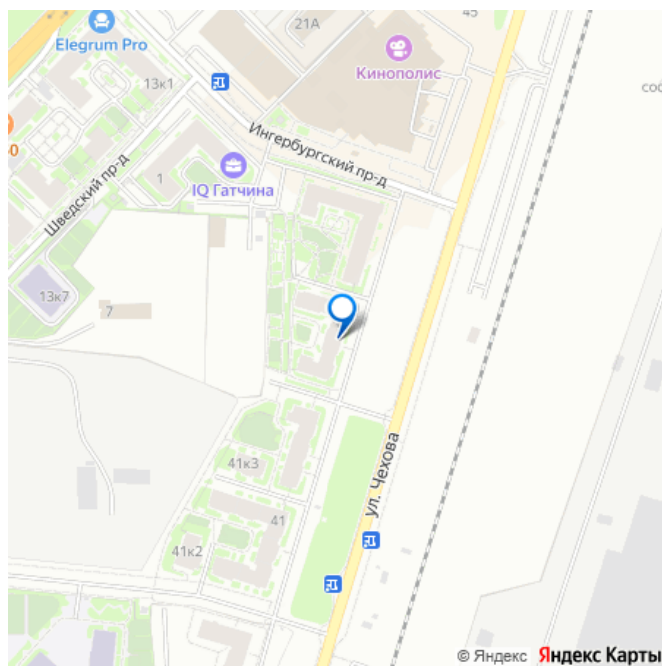 45
21А
Elegrum Pro
Кинополис
13к1
Ингербургский пр-д
Шведский пр-д
1
IQ Гатчина
13к7
7
ул. Чехова
41к3
41
41к2
© Яндекс Яндекс Карты